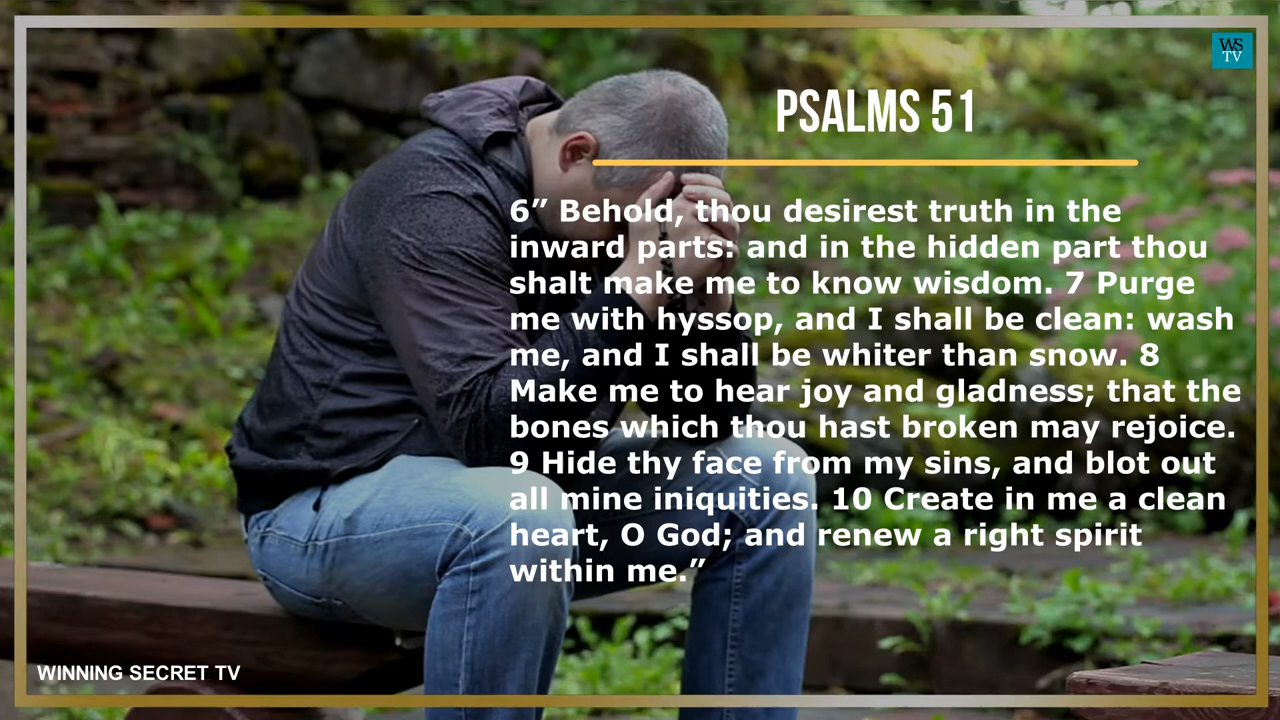 WS
TV
PSALMS 51
6” Behold, thou desirest truth in the
inward parts: and in the hidden part thou
shalt make me to know wisdom. 7 Purge
me with hyssop, and I shall be clean: wash
me, and I shall be whiter than snow. 8
Make me to hear joy and gladness; that the
bones which thou hast broken may rejoice.
9 Hide thy face from my sins, and blot out
all mine iniquities. 10 Create in me a clean
heart, O God; and renew a right spirit
within me.”
WINNING SECRET TV